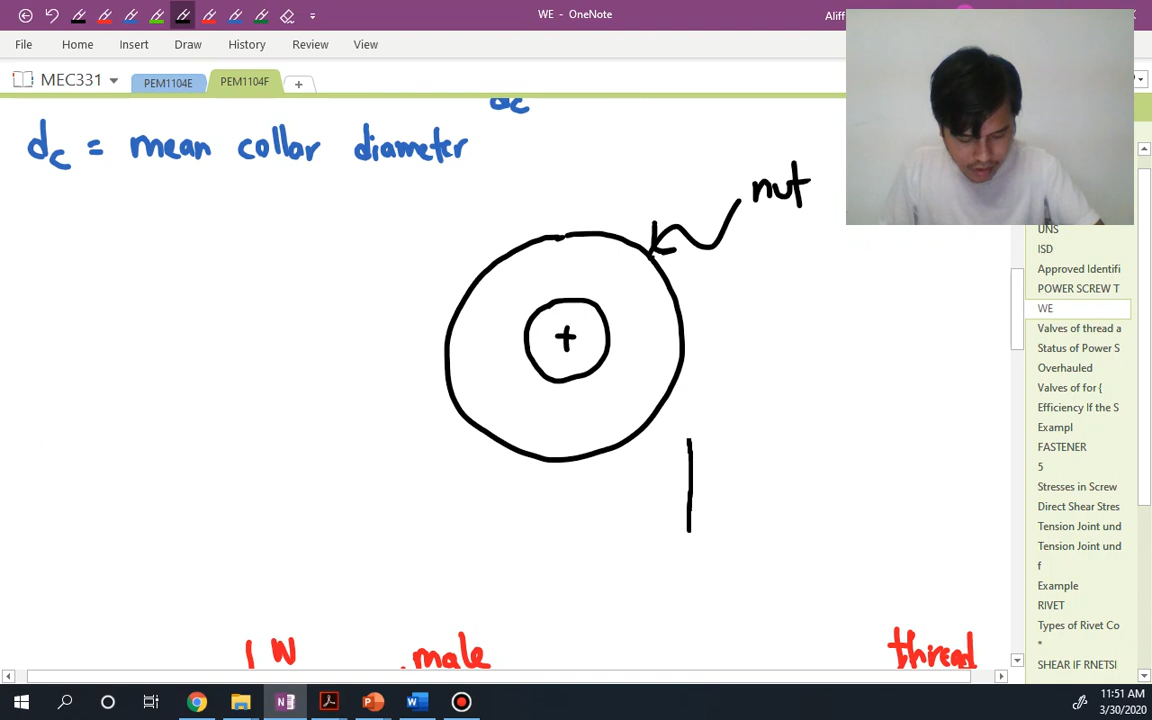 WE - OneNote
Aliff
File Home Insert Draw History Review View
MEC331 PEM1104E PEM1104F +
dc
dc = mean collar diameter
nut
+
UNS
ISD
Approved Identifi
POWER SCREW T
WE
Valves of thread a
Status of Power S
Overhauled
Valves of for {
Efficiency If the S
Exampl
FASTENER
5
Stresses in Screw
Direct Shear Stres
Tension Joint und
Tension Joint und
f
Example
RIVET
Types of Rivet Co
*
SHEAR IF RNETSI
W male thread
11:51 AM
3/30/2020